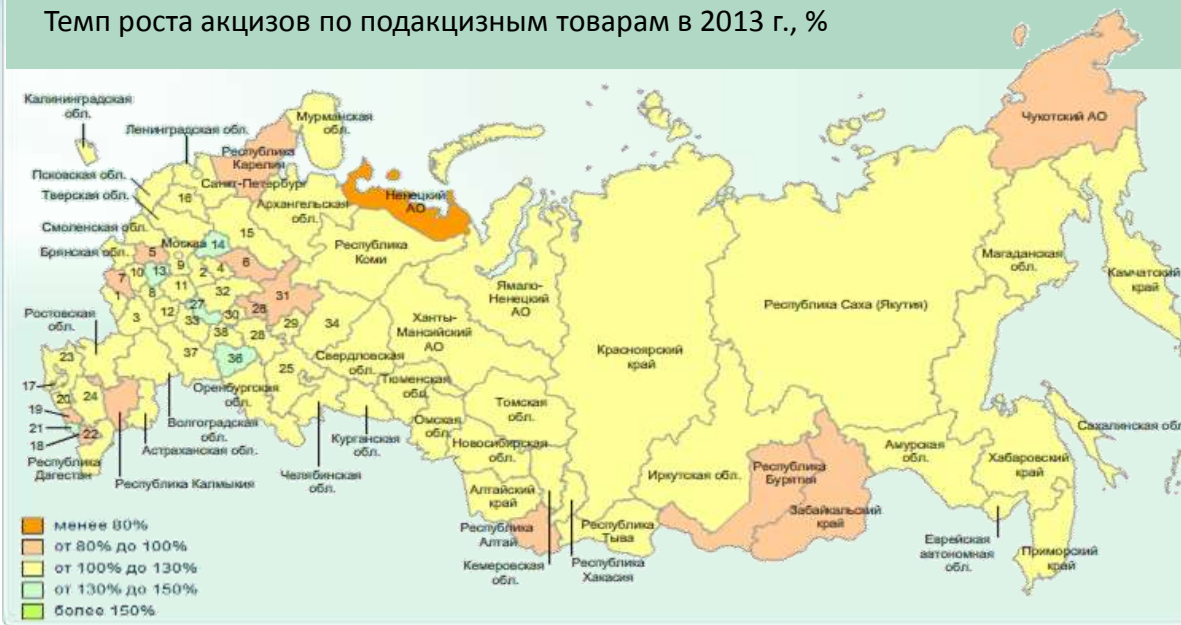 Темп роста акцизов по подакцизным товарам в 2013 г., %
Калининградская
обл.
Ленинградская обл.
Мурманская
обл.
Республика
Карелия
Псковская обл.
Санкт-Петербург
Тверская обл.
16
Архангельская
обл.
Ненецкий
АО
Чукотский АО
Смоленская обл.
15
Москва
14
Брянская обл.
5
6
Республика
Коми
7
10
13
9
2
4
11
1
8
32
31
3
12
27
30
26
33
38
28
29
34
Ростовская
обл.
37
36
25
23
17
20
24
19
21
18
22
Ямало-
Ненецкий
АО
Ханты-
Мансийский
АО
Красноярский
край
Республика Саха (Якутия)
Магаданская
обл.
Камчатский
край
Свердловская
обл.
Тюменская
обл.
Оренбургская
обл.
Волгоградская
обл.
Астраханская обл.
Республика
Дагестан
Республика Калмыкия
Челябинская
обл.
Курганская
обл.
Омская
обл.
Томская
обл.
Новосибирская
обл.
Алтайский
край
Республика
Алтай
Кемеровская
обл.
Республика
Хакасия
Республика
Тыва
Иркутская обл.
Республика
Бурятия
Забайкальский
край
Амурская
обл.
Хабаровский
край
Сахалинская обл
Еврейская
автономная
обл.
Приморский
край
менее 80%
от 80% до 100%
от 100% до 130%
от 130% до 150%
более 150%